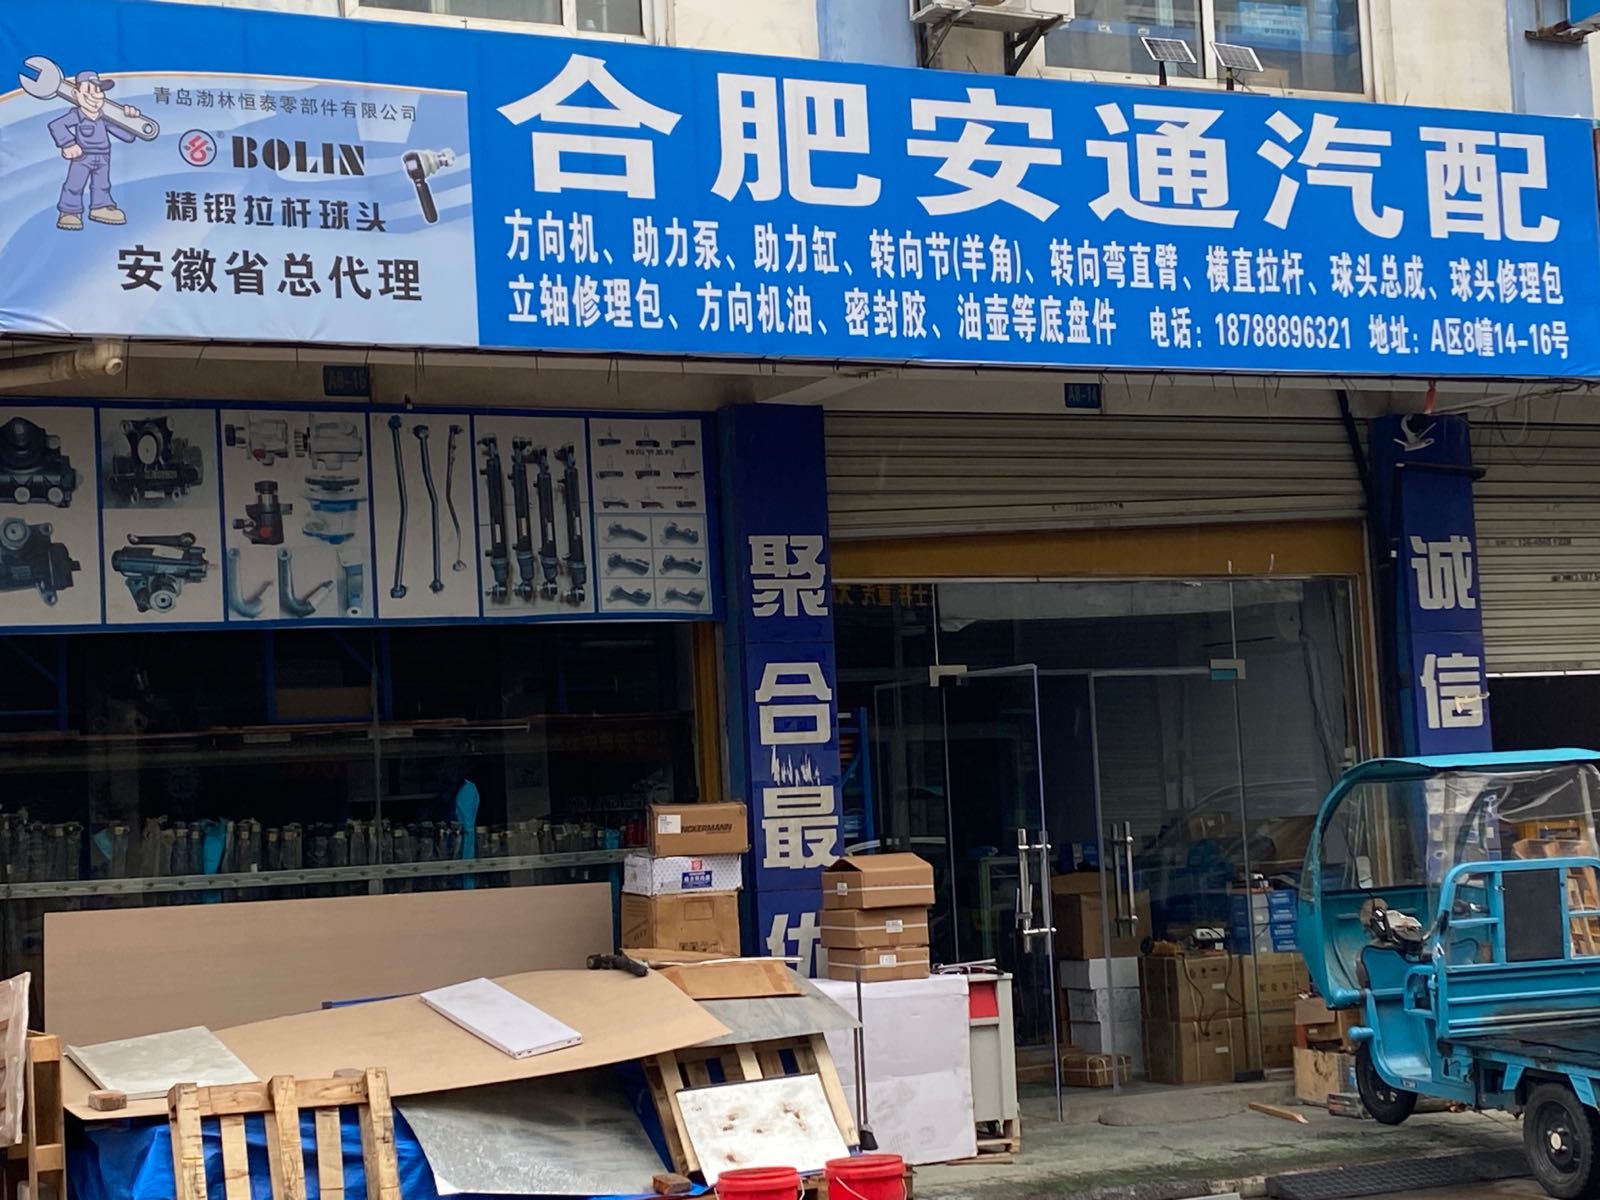 青岛渤林恒泰零部件有限公司
BOLIN
精锻拉杆球头
安徽省总代理
合肥安通汽配
方向机、助力泵、助力缸、转向节(羊角)、转向弯直臂、横直拉杆、球头总成、球头修理包
立轴修理包、方向机油、密封胶、油壶等底盘件 电话：18788896321 地址：A区8幢14-16号
A8-16
A8-14
聚合最优
诚信